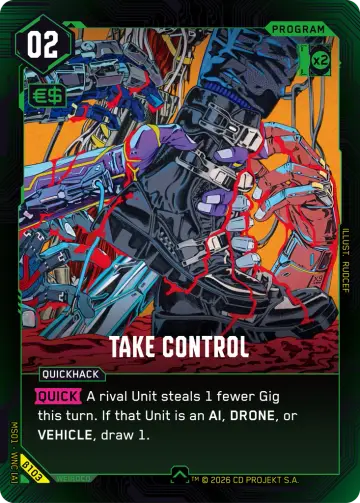 02
PROGRAM
x2
€$
ILLUST. RUDCEF
TAKE CONTROL
QUICKHACK
QUICK A rival Unit steals 1 fewer Gig
this turn. If that Unit is an AI, DRONE, or
VEHICLE, draw 1.
β103
™ © 2026 CD PROJEKT S.A.